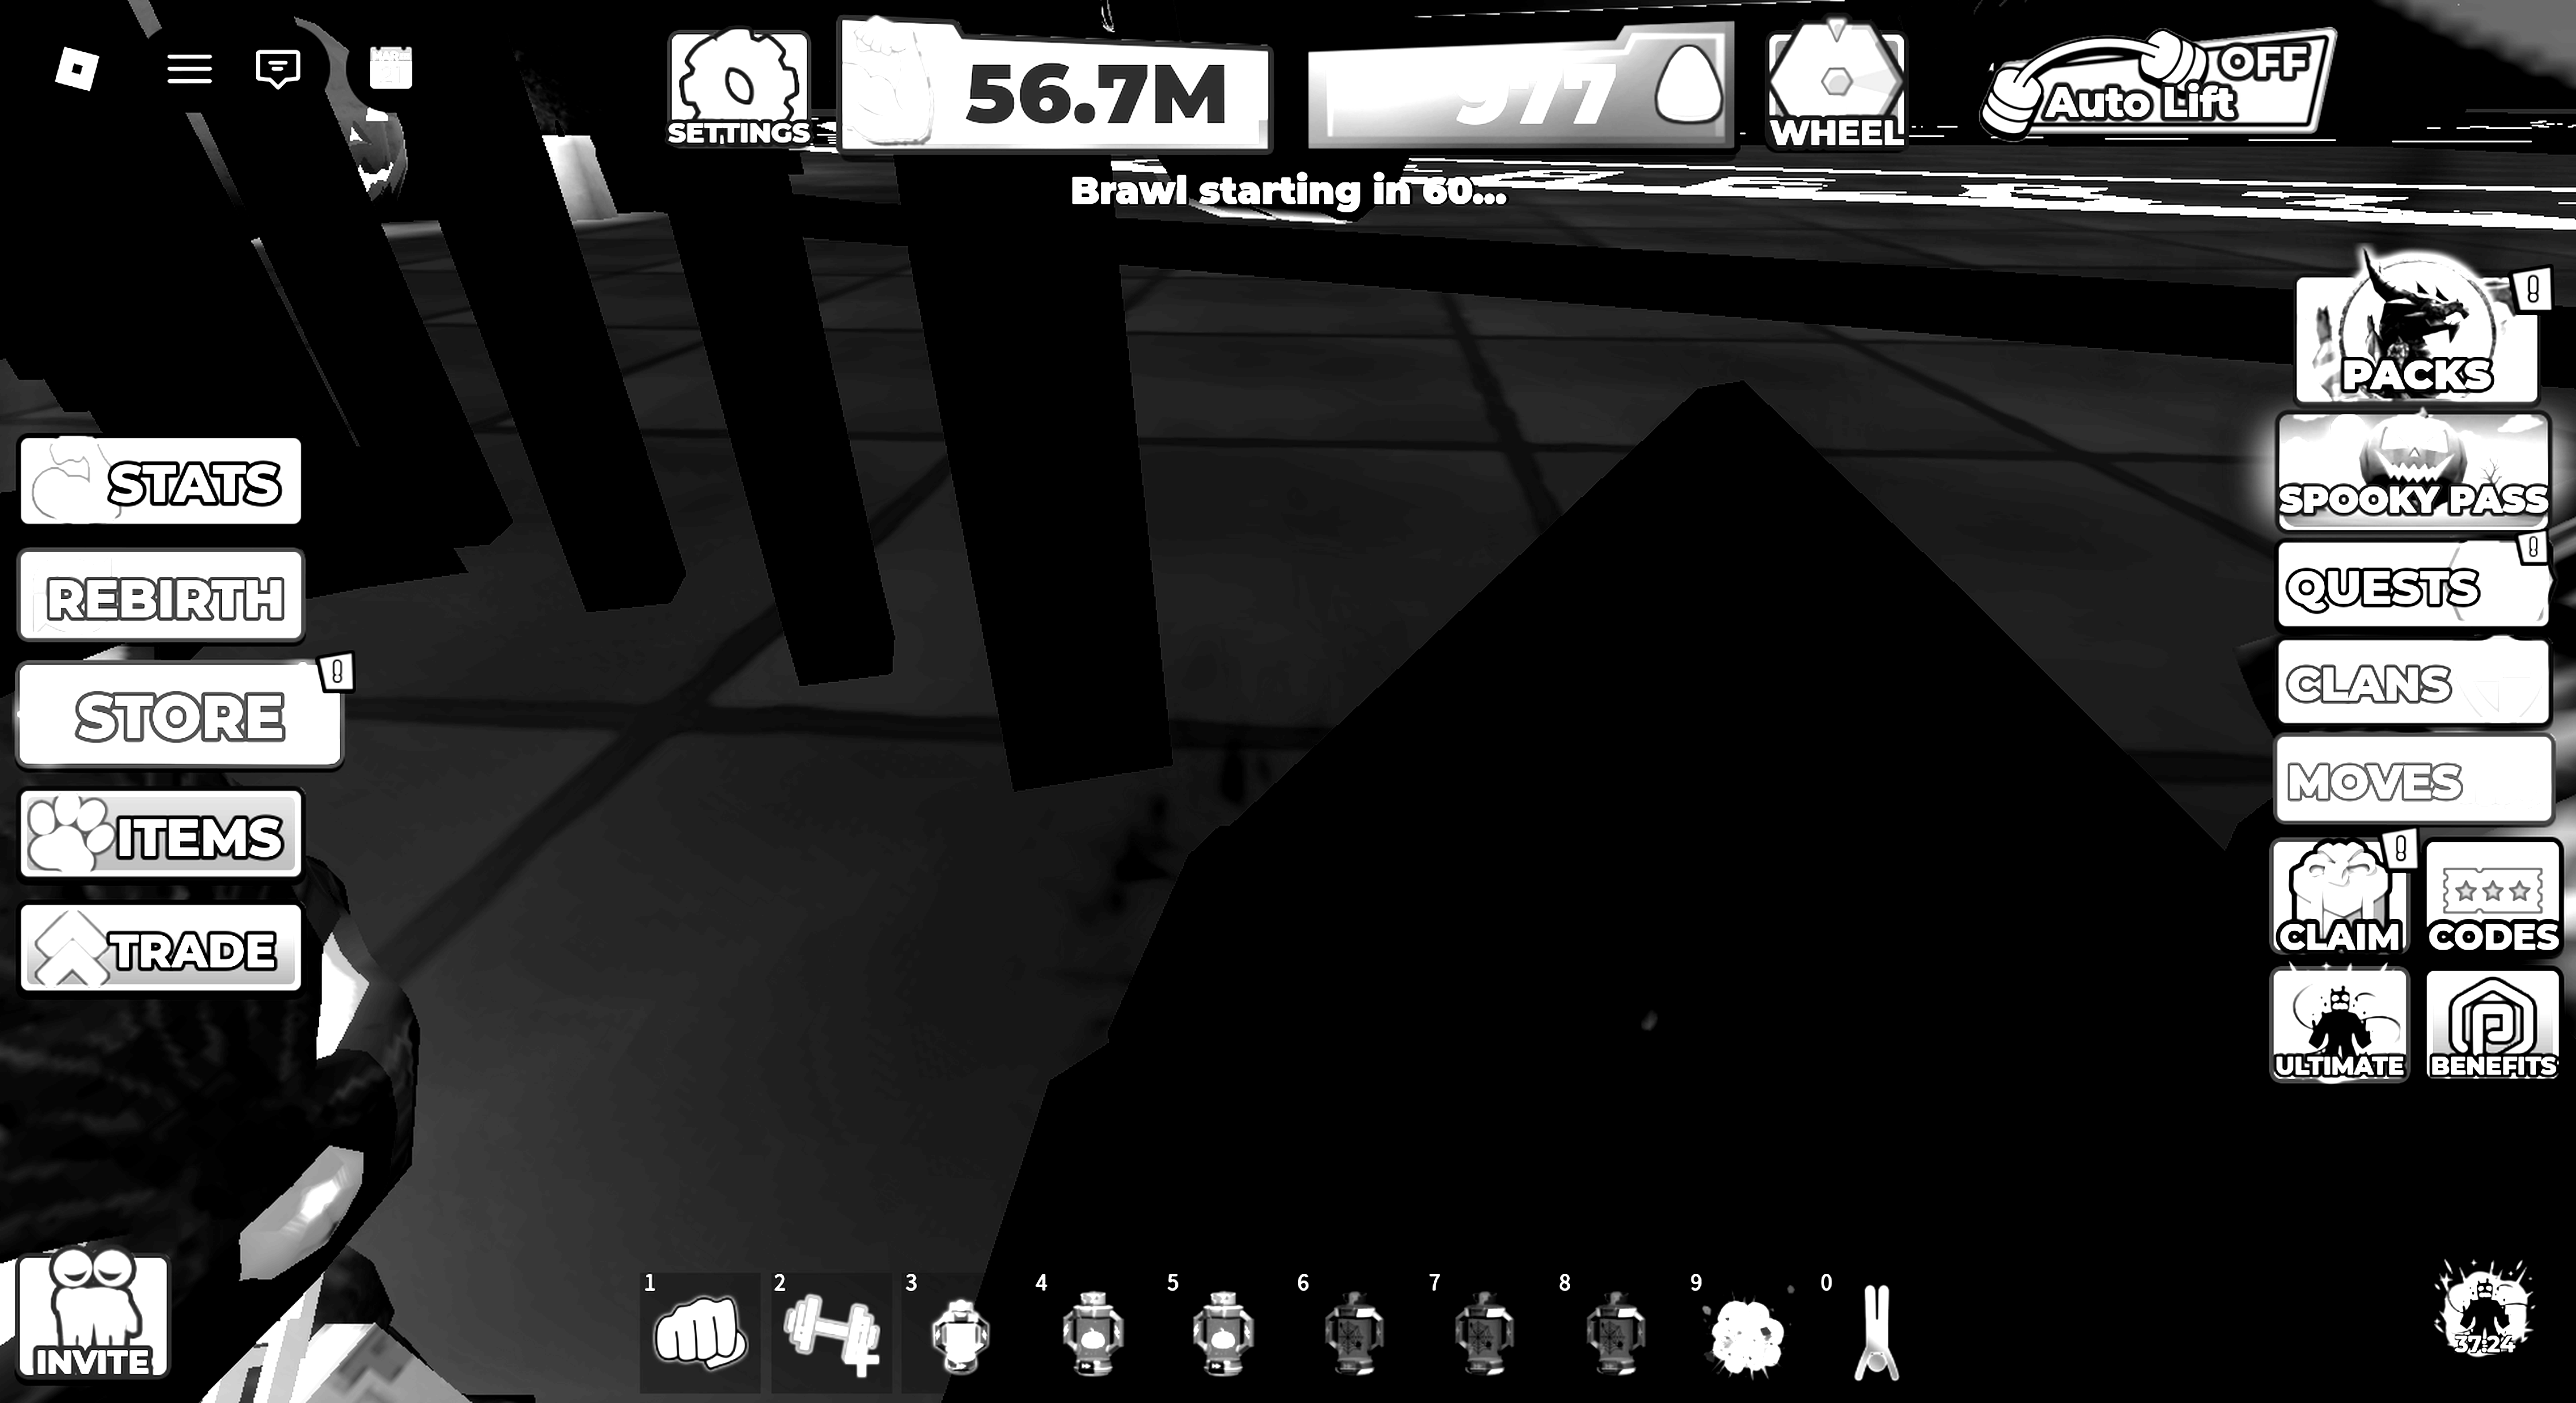 SETTINGS
56.7M
977
WHEEL
OFF
Auto Lift
Brawl starting in 60...
PACKS
SPOOKY PASS
STATS
QUESTS
REBIRTH
CLANS
STORE
MOVES
ITEMS
CLAIM
CODES
TRADE
ULTIMATE
BENEFITS
INVITE
1 2 3 4 5 6 7 8 9 0
37:24